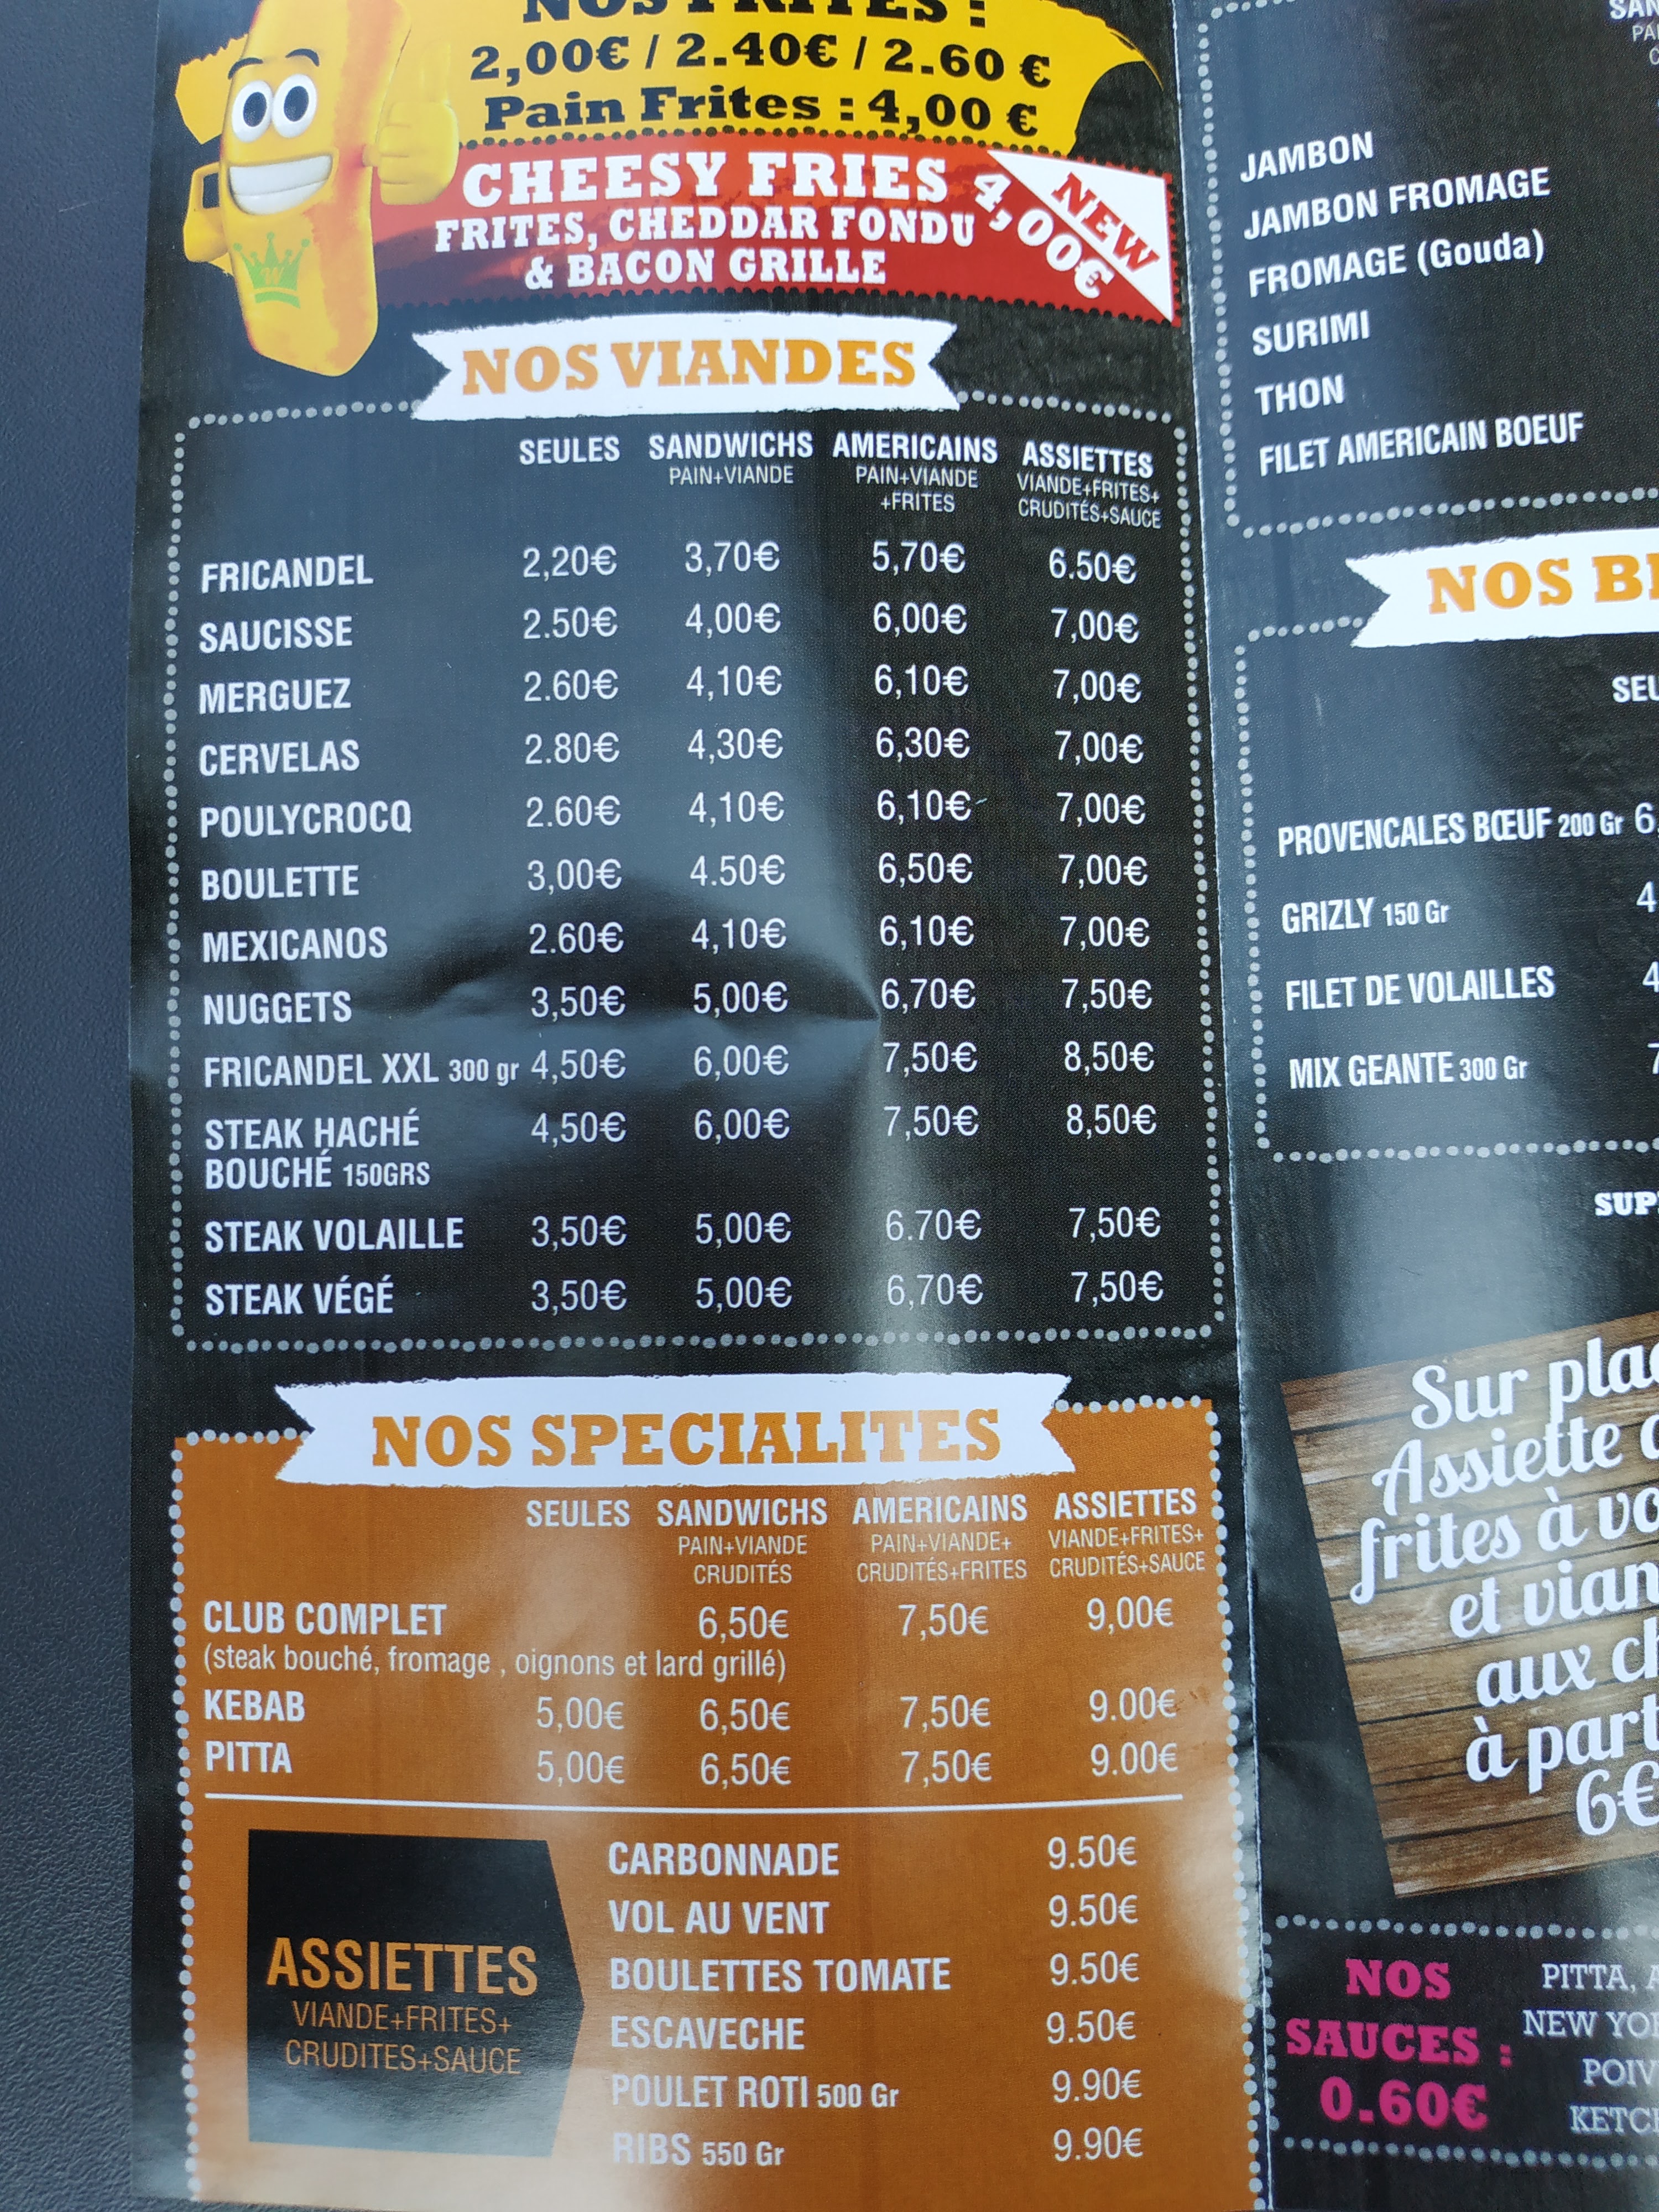 NOS FRITES :
2,00€ / 2.40€ / 2.60 €
Pain Frites : 4,00 €
CHEESY FRIES
FRITES, CHEDDAR FONDU
& BACON GRILLE
4,00€
NEW
NOS VIANDES
SEULES SANDWICHS AMERICAINS ASSIETTES
PAIN+VIANDE PAIN+VIANDE VIANDE+FRITES+
+FRITES CRUDITÉS+SAUCE
FRICANDEL 2,20€ 3,70€ 5,70€ 6.50€
SAUCISSE 2.50€ 4,00€ 6,00€ 7,00€
MERGUEZ 2.60€ 4,10€ 6,10€ 7,00€
CERVELAS 2.80€ 4,30€ 6,30€ 7,00€
POULYCROCQ 2.60€ 4,10€ 6,10€ 7,00€
BOULETTE 3,00€ 4.50€ 6,50€ 7,00€
MEXICANOS 2.60€ 4,10€ 6,10€ 7,00€
NUGGETS 3,50€ 5,00€ 6,70€ 7,50€
FRICANDEL XXL 300 gr 4,50€ 6,00€ 7,50€ 8,50€
STEAK HACHÉ 4,50€ 6,00€ 7,50€ 8,50€
BOUCHÉ 150GRS
STEAK VOLAILLE 3,50€ 5,00€ 6.70€ 7,50€
STEAK VÉGÉ 3,50€ 5,00€ 6,70€ 7,50€
NOS SPECIALITES
SEULES SANDWICHS AMERICAINS ASSIETTES
PAIN+VIANDE PAIN+VIANDE+ VIANDE+FRITES+
CRUDITÉS CRUDITÉS+FRITES CRUDITÉS+SAUCE
CLUB COMPLET 6,50€ 7,50€ 9,00€
(steak bouché, fromage , oignons et lard grillé)
KEBAB 5,00€ 6,50€ 7,50€ 9.00€
PITTA 5,00€ 6,50€ 7,50€ 9.00€
ASSIETTES
VIANDE+FRITES+
CRUDITES+SAUCE
CARBONNADE 9.50€
VOL AU VENT 9.50€
BOULETTES TOMATE 9.50€
ESCAVECHE 9.50€
POULET ROTI 500 Gr 9.90€
RIBS 550 Gr 9.90€
JAMBON
JAMBON FROMAGE
FROMAGE (Gouda)
SURIMI
THON
FILET AMERICAIN BOEUF
NOS
PROVENCALES BŒUF 200 Gr
GRIZLY 150 Gr
FILET DE VOLAILLES
MIX GEANTE 300 Gr
Sur
Assiette
frites à
et
aux
à
6€
NOS
SAUCES :
0.60€
PITTA,
NEW